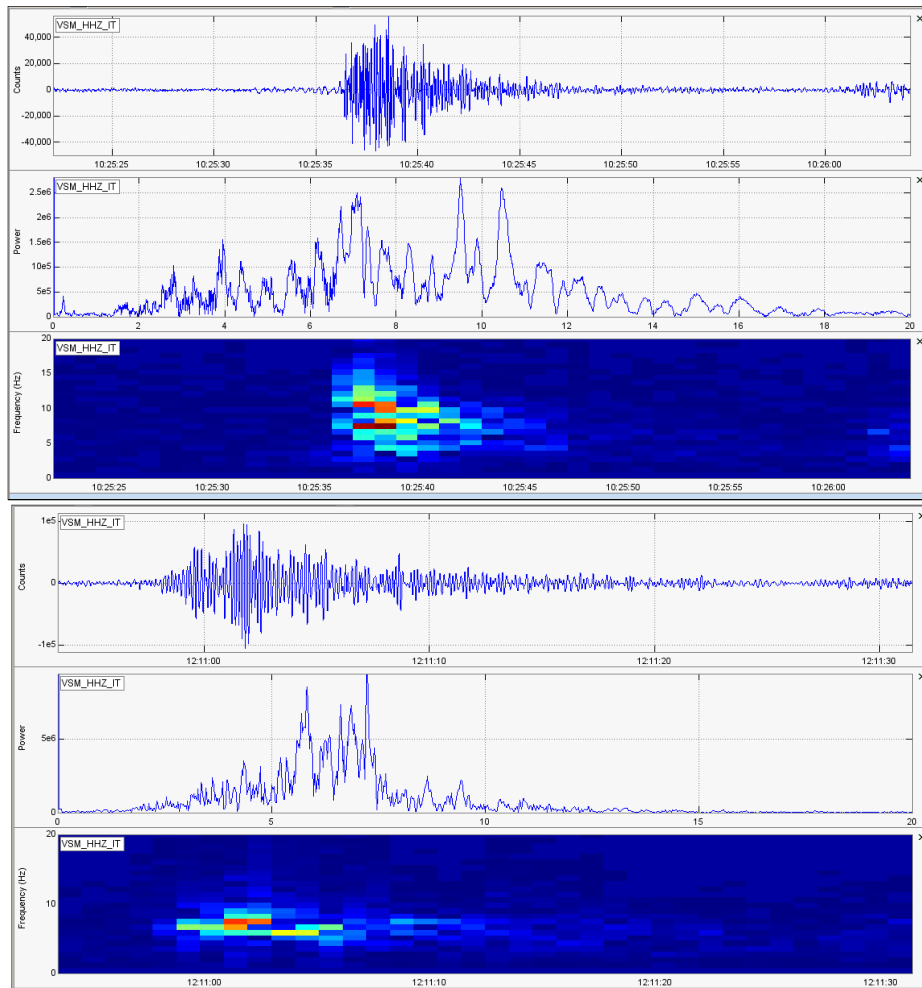 VSM_HHZ_IT
Counts
40,000
20,000
0
-20,000
-40,000
10:25:25 10:25:30 10:25:35 10:25:40 10:25:45 10:25:50 10:25:55 10:26:00
VSM_HHZ_IT
Power
2.5e6
2e6
1.5e6
10e5
5e5
0
0 2 4 6 8 10 12 14 16 18 20
VSM_HHZ_IT
Frequency (Hz)
20
15
10
5
0
10:25:25 10:25:30 10:25:35 10:25:40 10:25:45 10:25:50 10:25:55 10:26:00
VSM_HHZ_IT
Counts
1e5
0
-1e5
12:11:00 12:11:10 12:11:20 12:11:30
VSM_HHZ_IT
Power
5e6
0
0 5 10 15 20
VSM_HHZ_IT
Frequency (Hz)
20
10
0
12:11:00 12:11:10 12:11:20 12:11:30